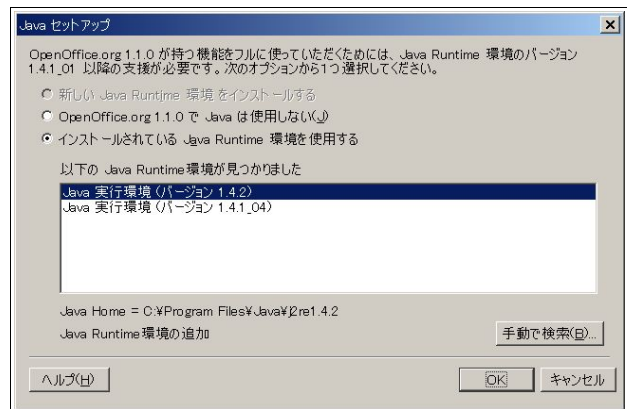 Java セットアップ
OpenOffice.org 1.1.0 が持つ機能をフルに使っていただくためには、Java Runtime 環境のバージョン
1.4.1_01 以降の支援が必要です。次のオプションから1つ選択してください。
新しい Java Runtime 環境 をインストールする
OpenOffice.org 1.1.0 で Java は使用しない(J)
インストールされている Java Runtime 環境を使用する
以下の Java Runtime環境が見つかりました
Java 実行環境 (バージョン 1.4.2)
Java 実行環境 (バージョン 1.4.1_04)
Java Home = C:¥Program Files¥Java¥j2re1.4.2
Java Runtime環境の追加
手動で検索(B)...
ヘルプ(H)
OK
キャンセル